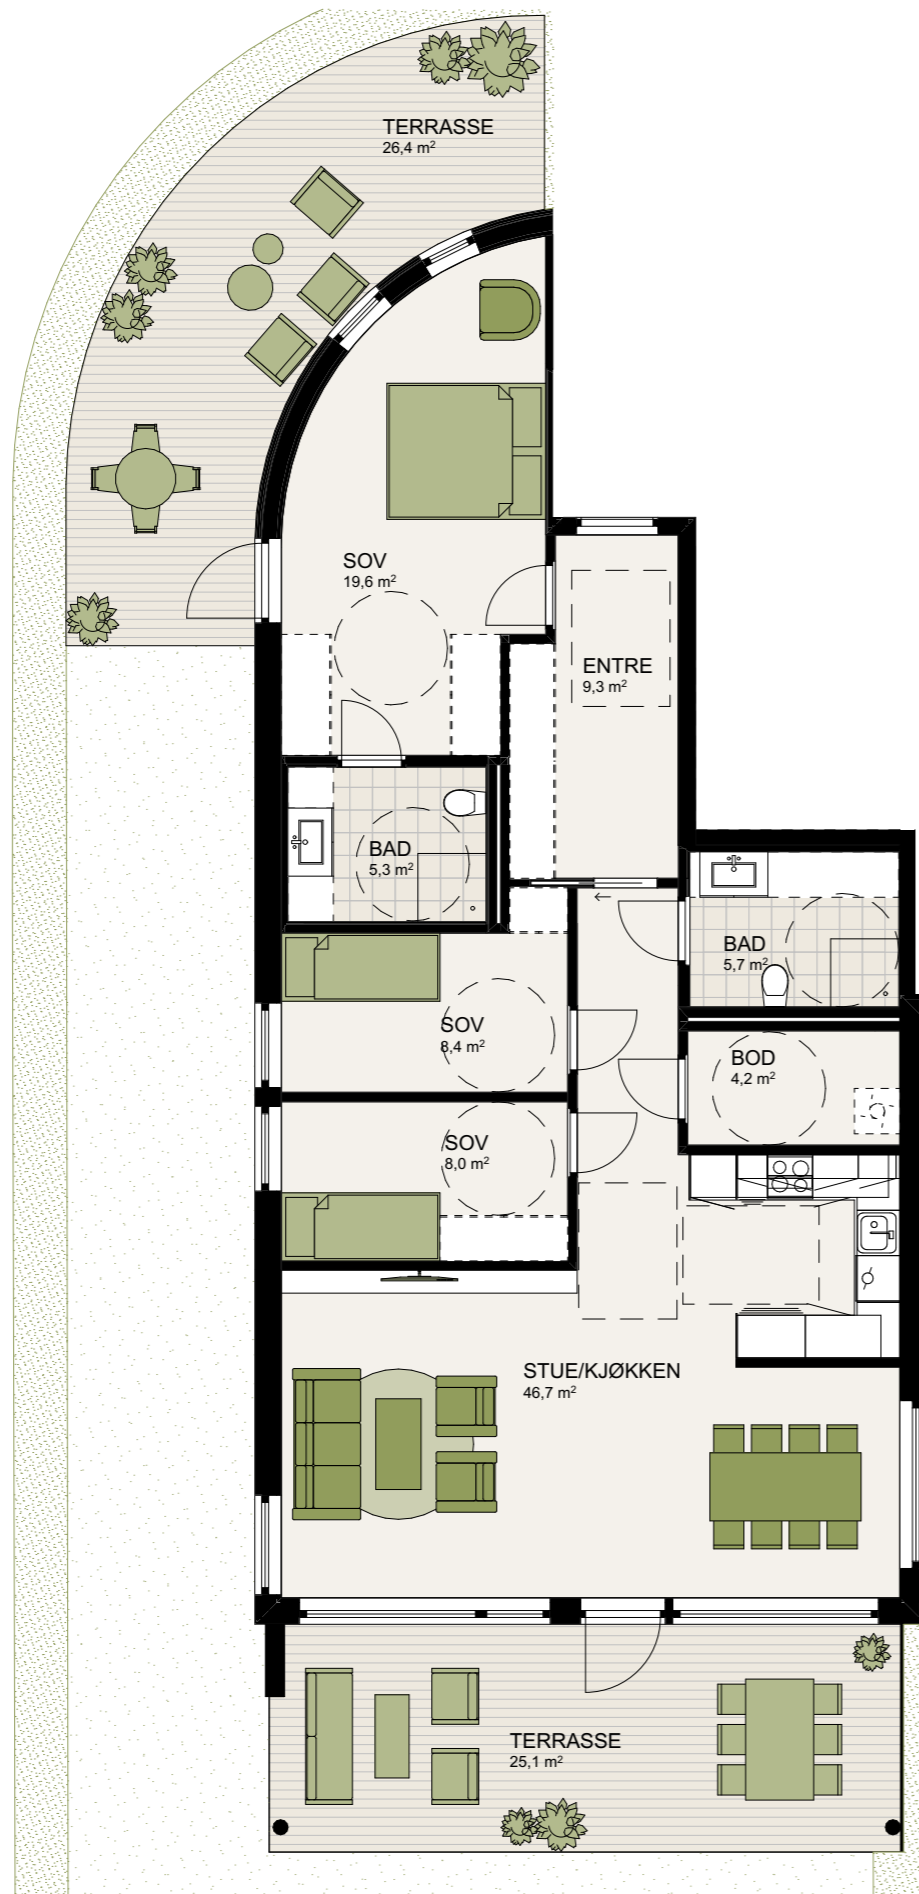 TERRASSE
26,4 m²
SOV
19,6 m²
ENTRE
9,3 m²
BAD
5,3 m²
BAD
5,7 m²
SOV
8,4 m²
BOD
4,2 m²
SOV
8,0 m²
STUE/KJØKKEN
46,7 m²
TERRASSE
25,1 m²